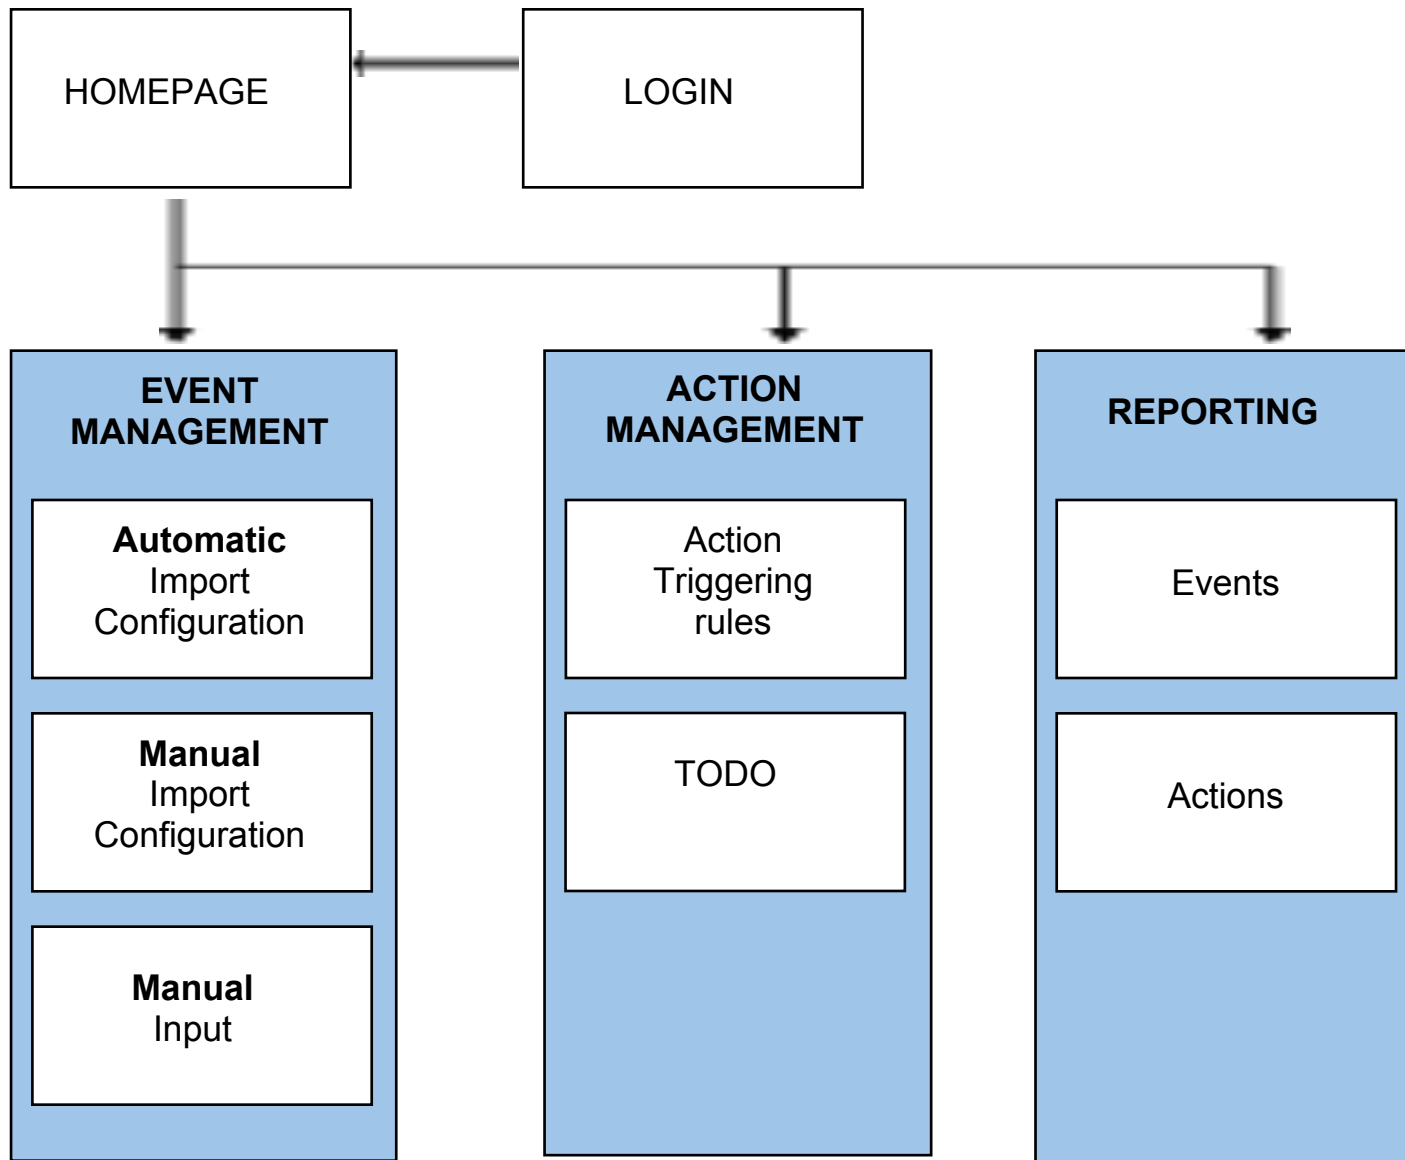 HOMEPAGE
LOGIN
EVENT
MANAGEMENT
Automatic
Import
Configuration
Manual
Import
Configuration
Manual
Input
ACTION
MANAGEMENT
Action
Triggering
rules
TODO
REPORTING
Events
Actions